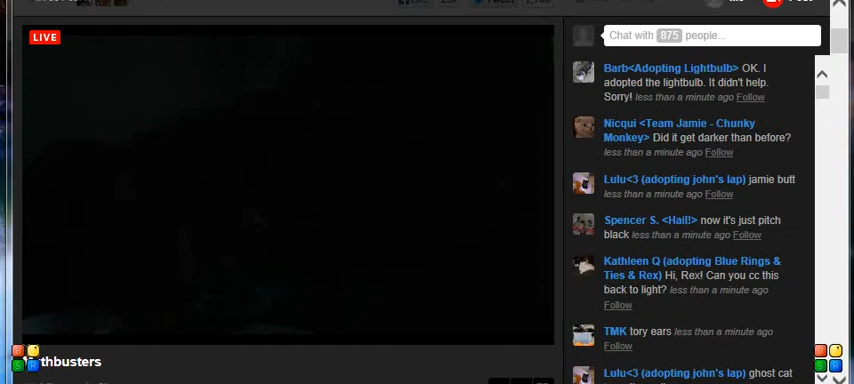 LIVE
Chat with 875 people...
Barb<Adopting Lightbulb> OK. I
adopted the lightbulb. It didn't help.
Sorry! less than a minute ago Follow
Nicqui <Team Jamie - Chunky
Monkey> Did it get darker than before?
less than a minute ago Follow
Lulu<3 (adopting john's lap) jamie butt
less than a minute ago Follow
Spencer S. <Hail!> now it's just pitch
black less than a minute ago Follow
Kathleen Q (adopting Blue Rings &
Ties & Rex) Hi, Rex! Can you cc this
back to light? less than a minute ago
Follow
TMK tory ears less than a minute ago
Follow
Lulu<3 (adopting john's lap) ghost cat
thbusters